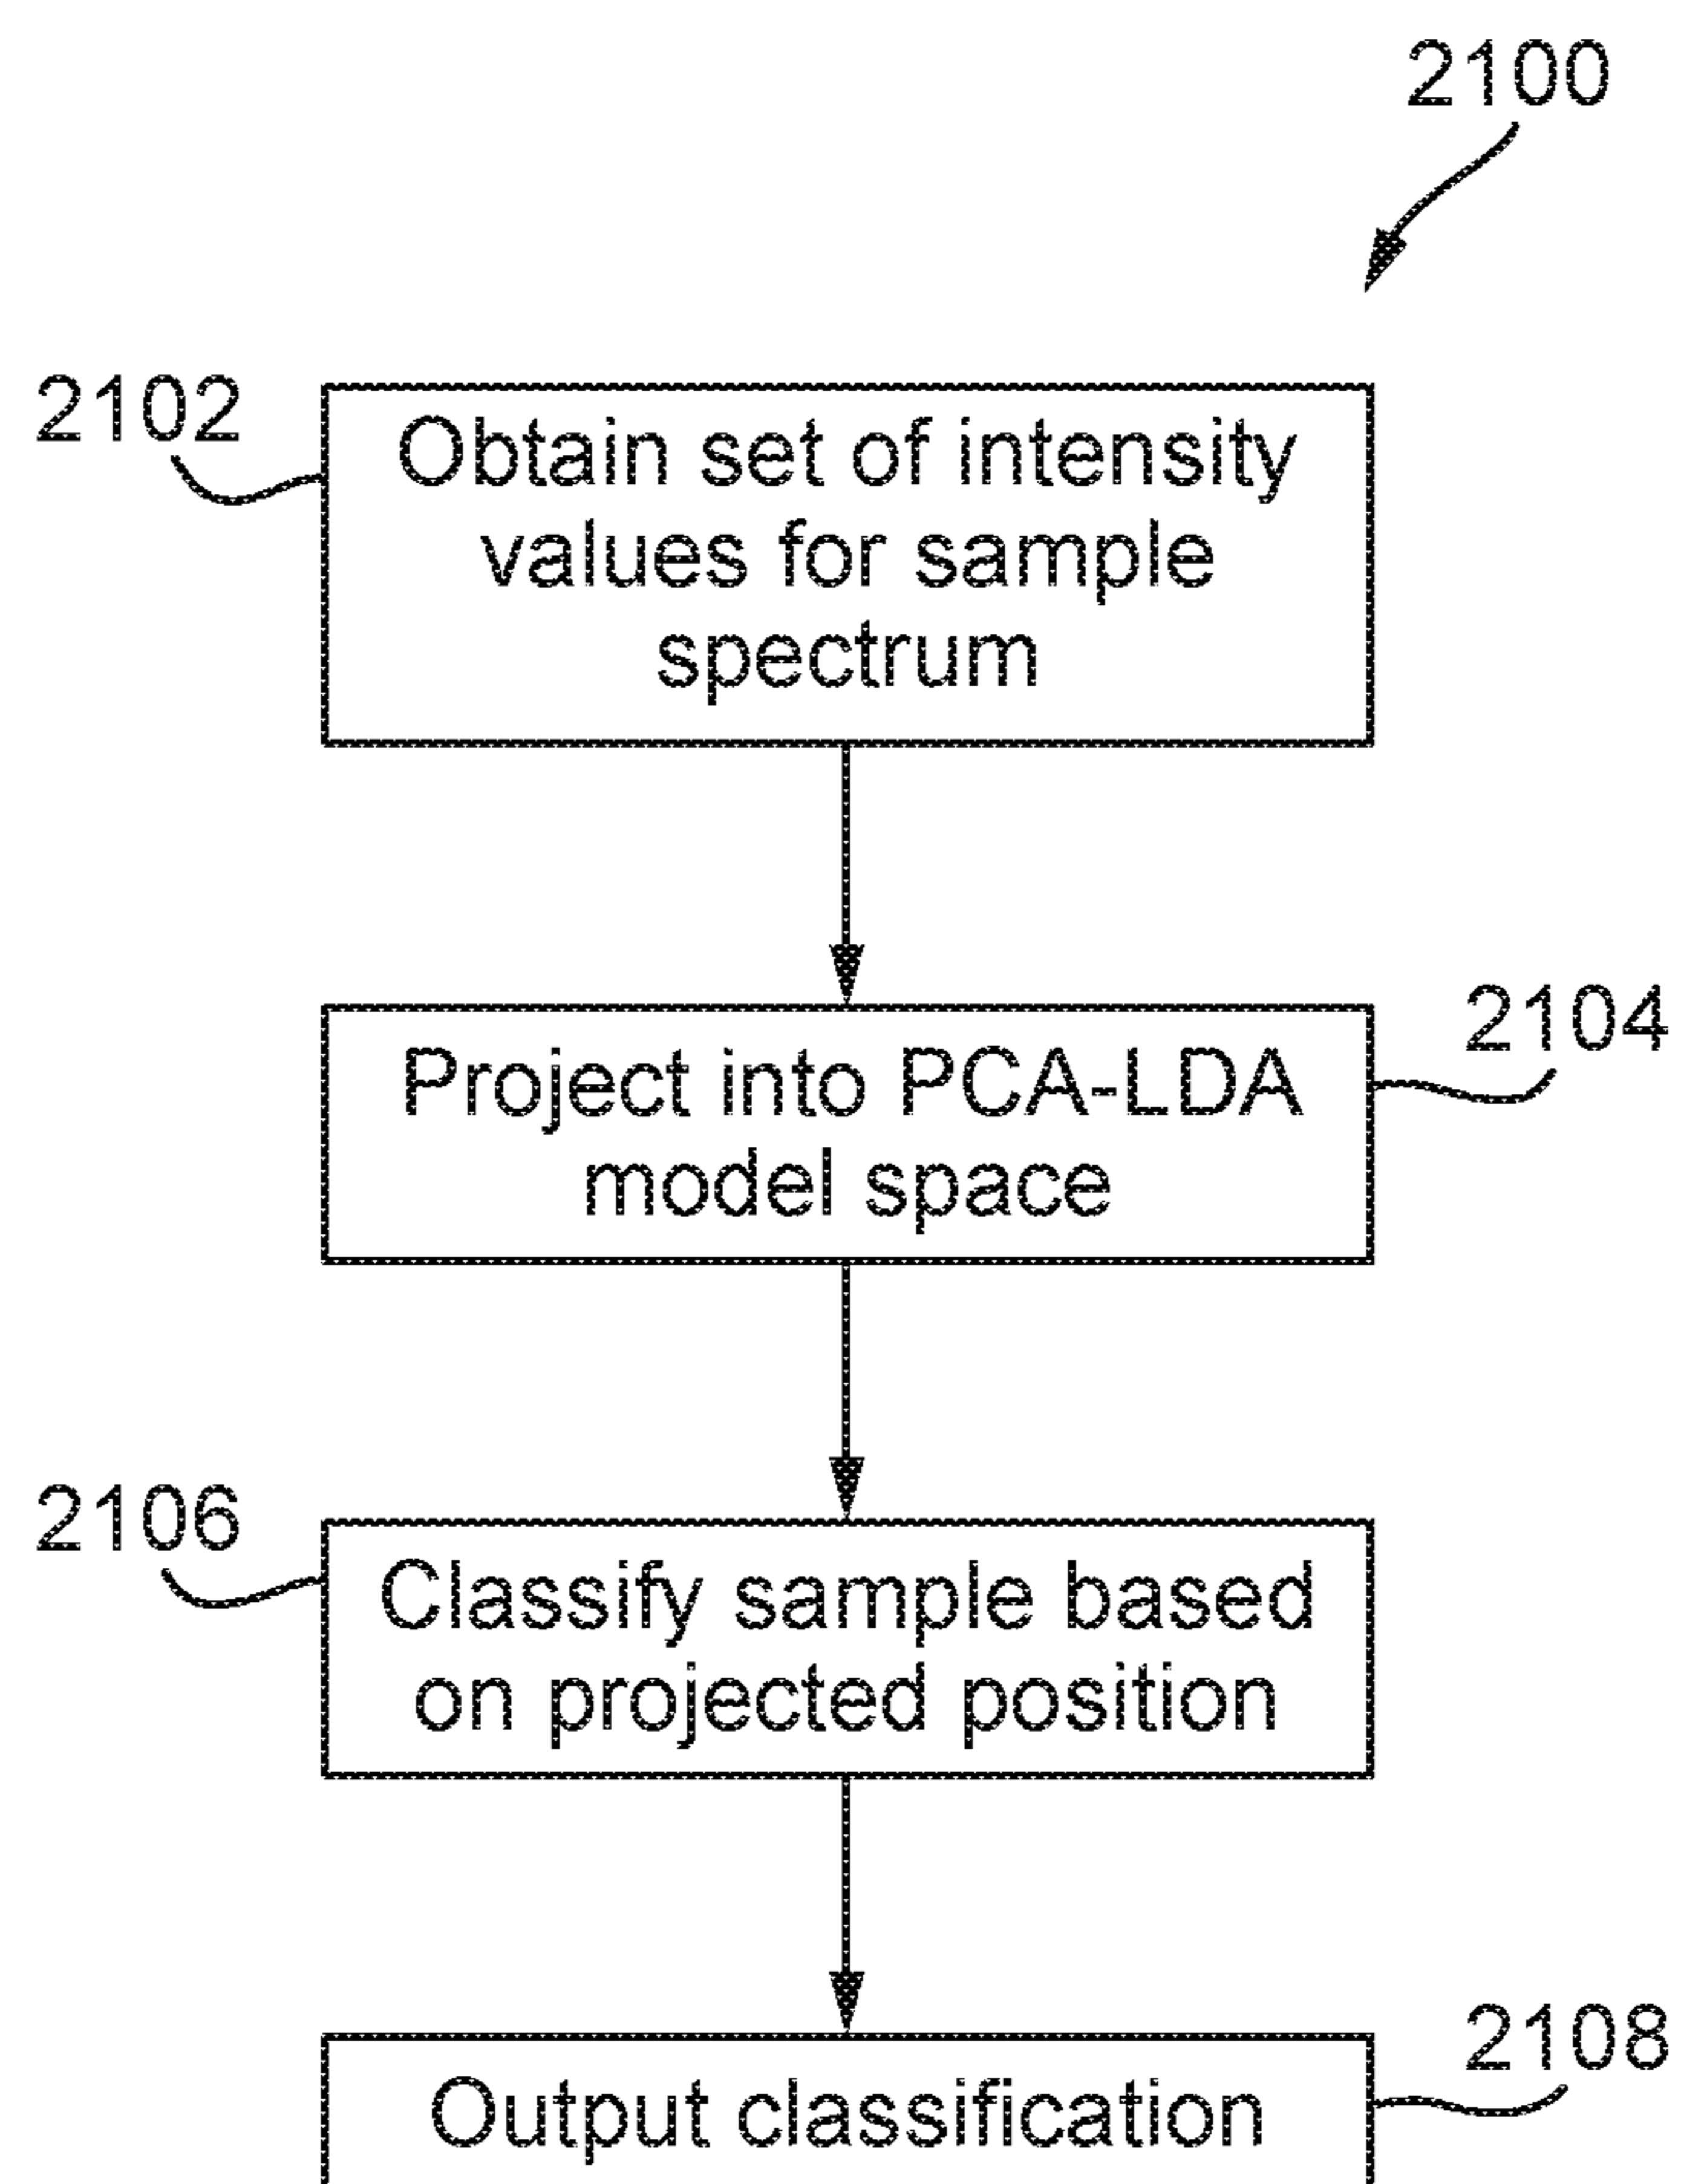 2100
2102
Obtain set of intensity
values for sample
spectrum
2104
Project into PCA-LDA
model space
2106
Classify sample based
on projected position
2108
Output classification